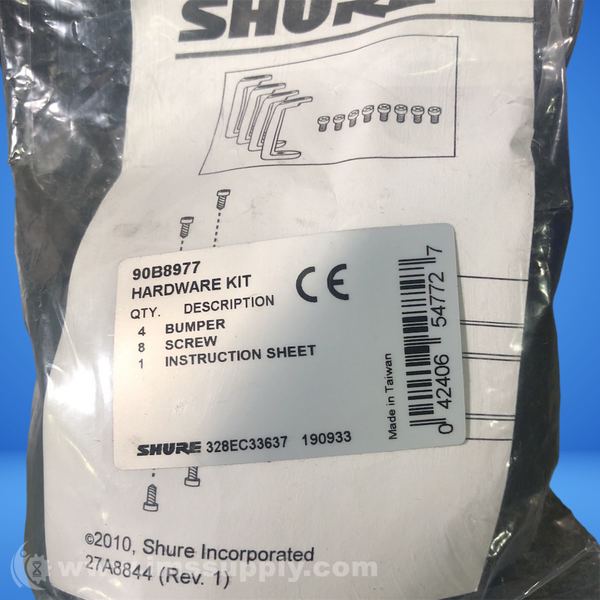 SHURE
90B8977
HARDWARE KIT
QTY. DESCRIPTION
4 BUMPER
8 SCREW
1 INSTRUCTION SHEET
CE
SHURE 328EC33637 190933
Made in Taiwan
0 42406 54772 7
©2010, Shure Incorporated
27A8844 (Rev. 1)